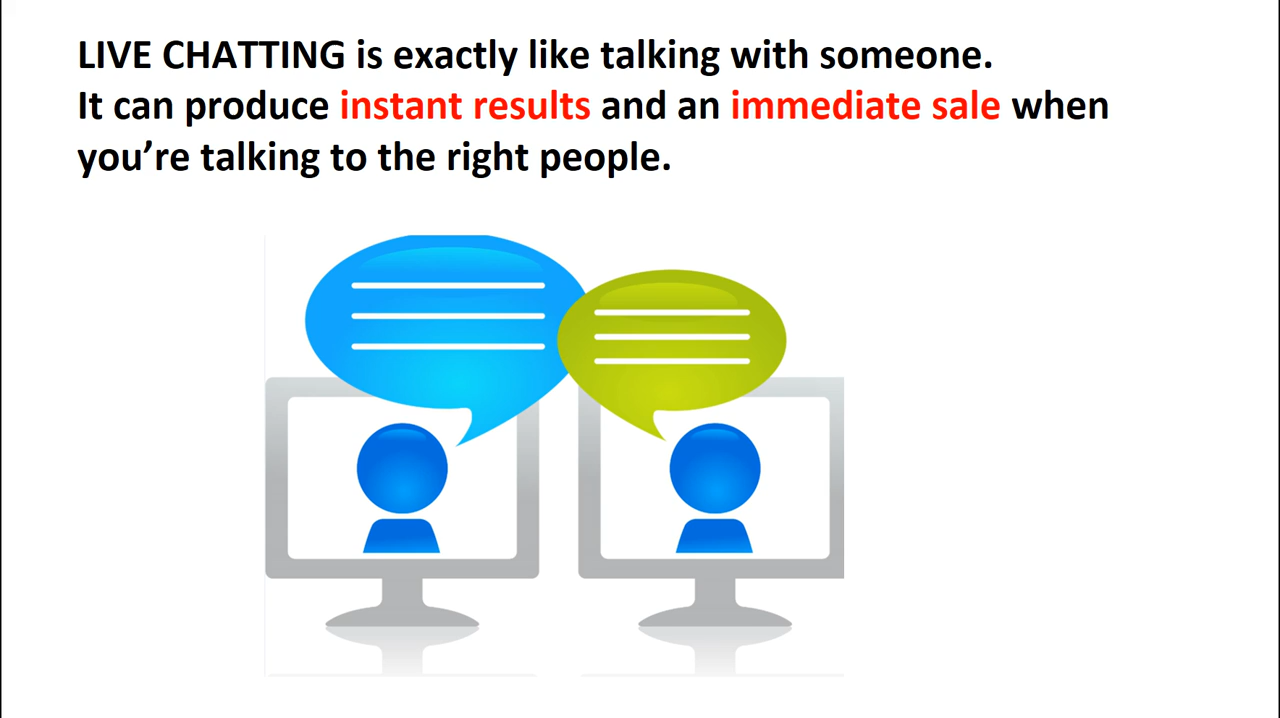 LIVE CHATTING is exactly like talking with someone.
It can produce instant results and an immediate sale when
you’re talking to the right people.